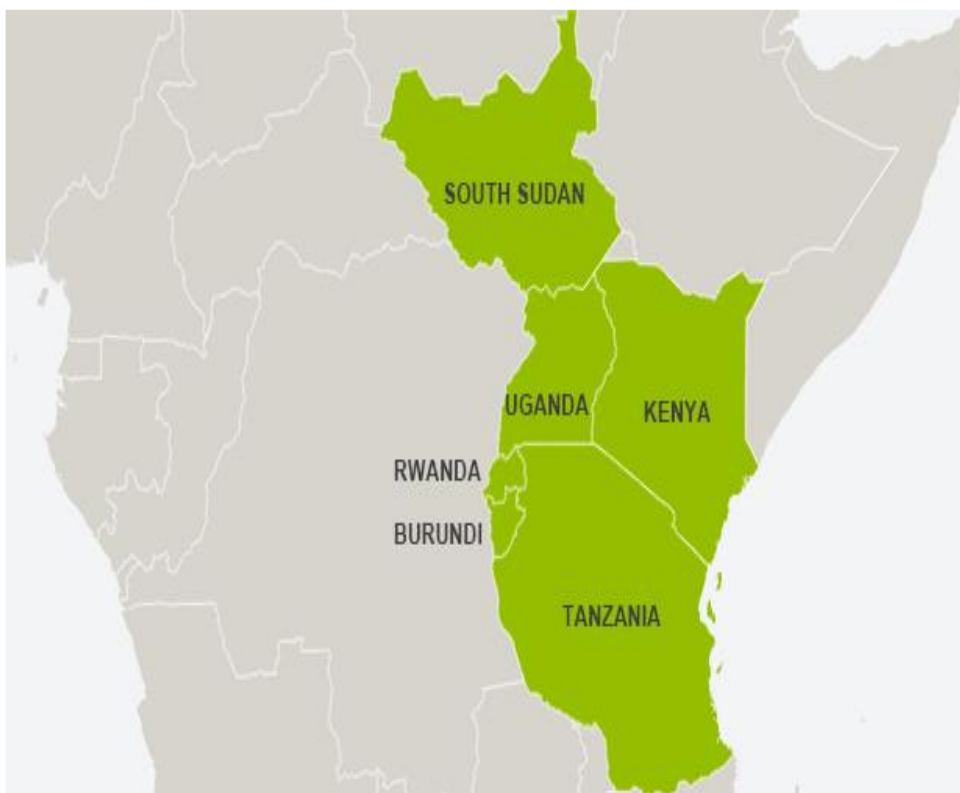 SOUTH SUDAN
UGANDA
KENYA
RWANDA
BURUNDI
TANZANIA